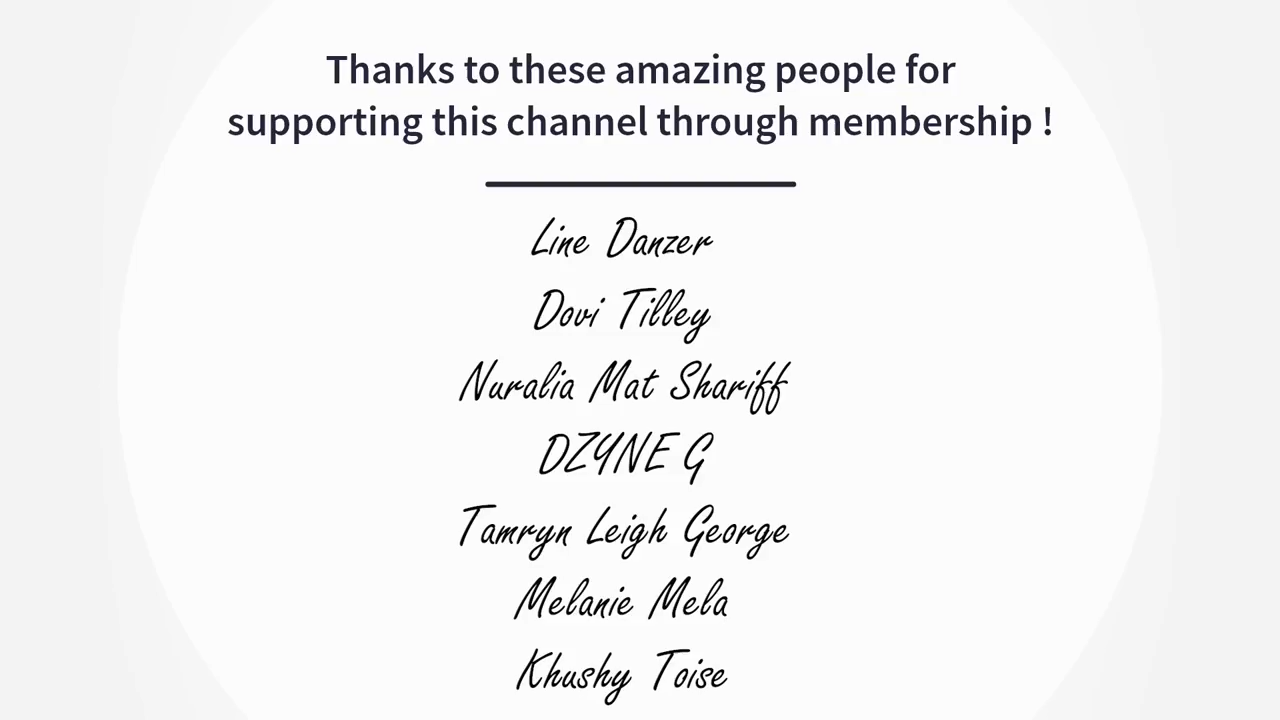 Thanks to these amazing people for
supporting this channel through membership !
Line Danzer
Dovi Tilley
Nuralia Mat Shariff
DZYNE G
Tamryn Leigh George
Melanie Mela
Khushy Toise